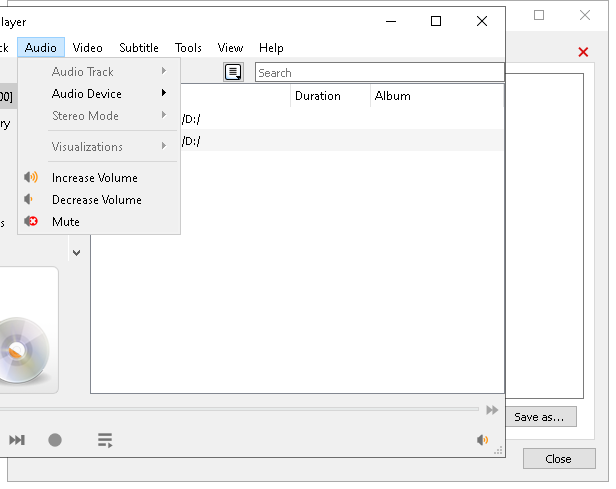 layer
ck Audio Video Subtitle Tools View Help
Audio Track
Search
00]
Audio Device
Duration Album
Stereo Mode
/D:/
ry
Visualizations
/D:/
Increase Volume
Decrease Volume
s
Mute
Save as...
Close